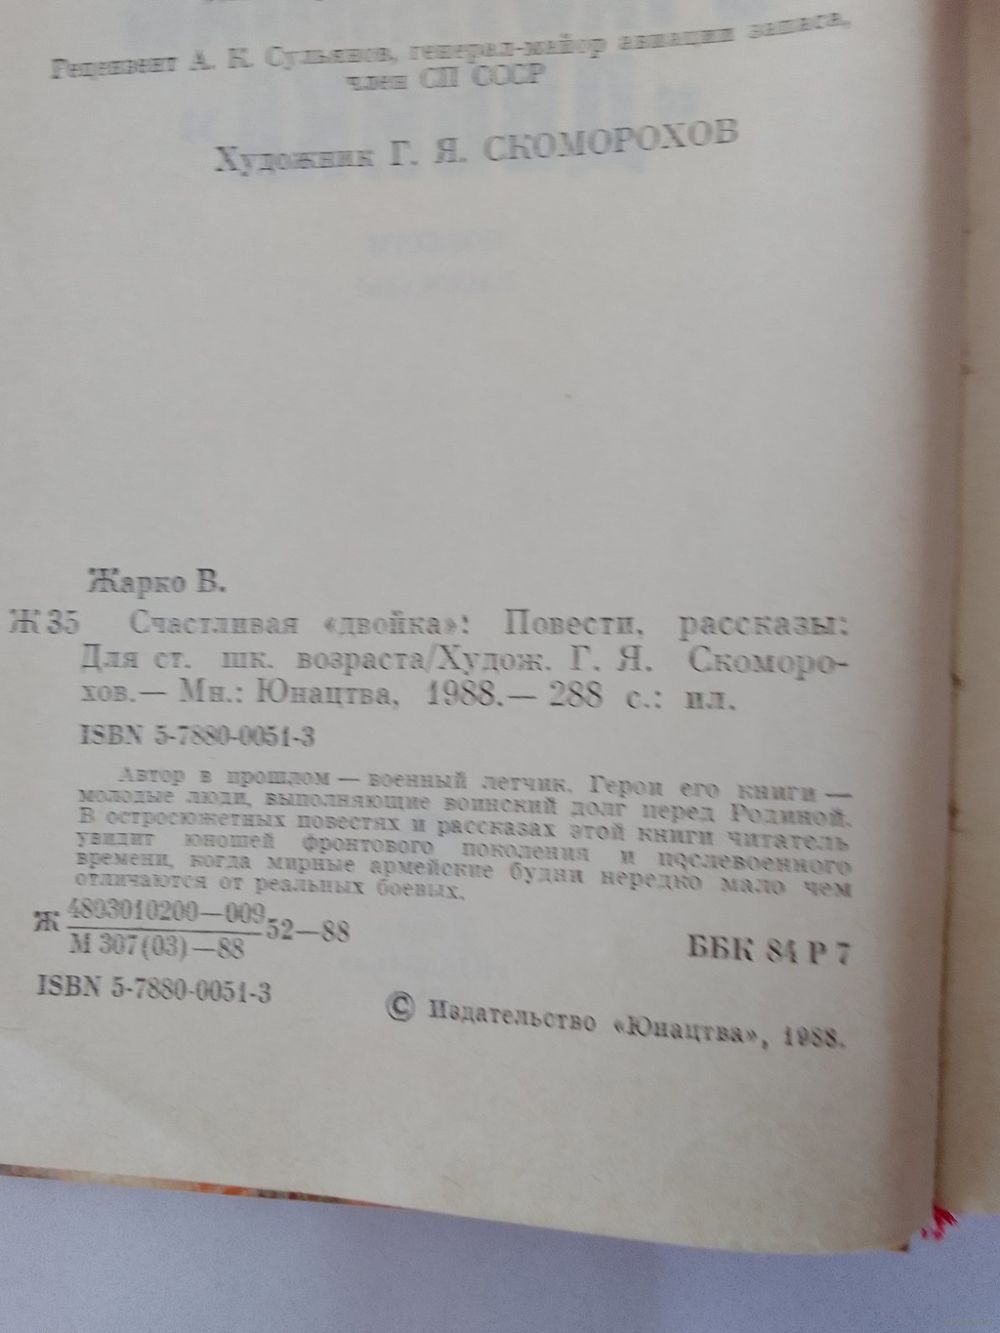 Рецензент А. К. Сульянов, генерал-майор авиации запаса,
член СП СССР
Художник Г. Я. СКОМОРОХОВ
Жарко В.
Ж 35 Счастливая «двойка»: Повести, рассказы:
Для ст. шк. возраста/Худож. Г. Я. Скоморо-
хов.— Мн.: Юнацтва, 1988.— 288 с.: ил.
ISBN 5-7880-0051-3
Автор в прошлом — военный летчик. Герои его книги —
молодые люди, выполняющие воинский долг перед Родиной.
В остросюжетных повестях и рассказах этой книги читатель
увидит юношей фронтового поколения и послевоенного
времени, когда мирные армейские будни нередко мало чем
отличаются от реальных боевых.
Ж 4803010200—009 52—88
М 307(03)—88
ББК 84 Р 7
ISBN 5-7880-0051-3
© Издательство «Юнацтва», 1988.